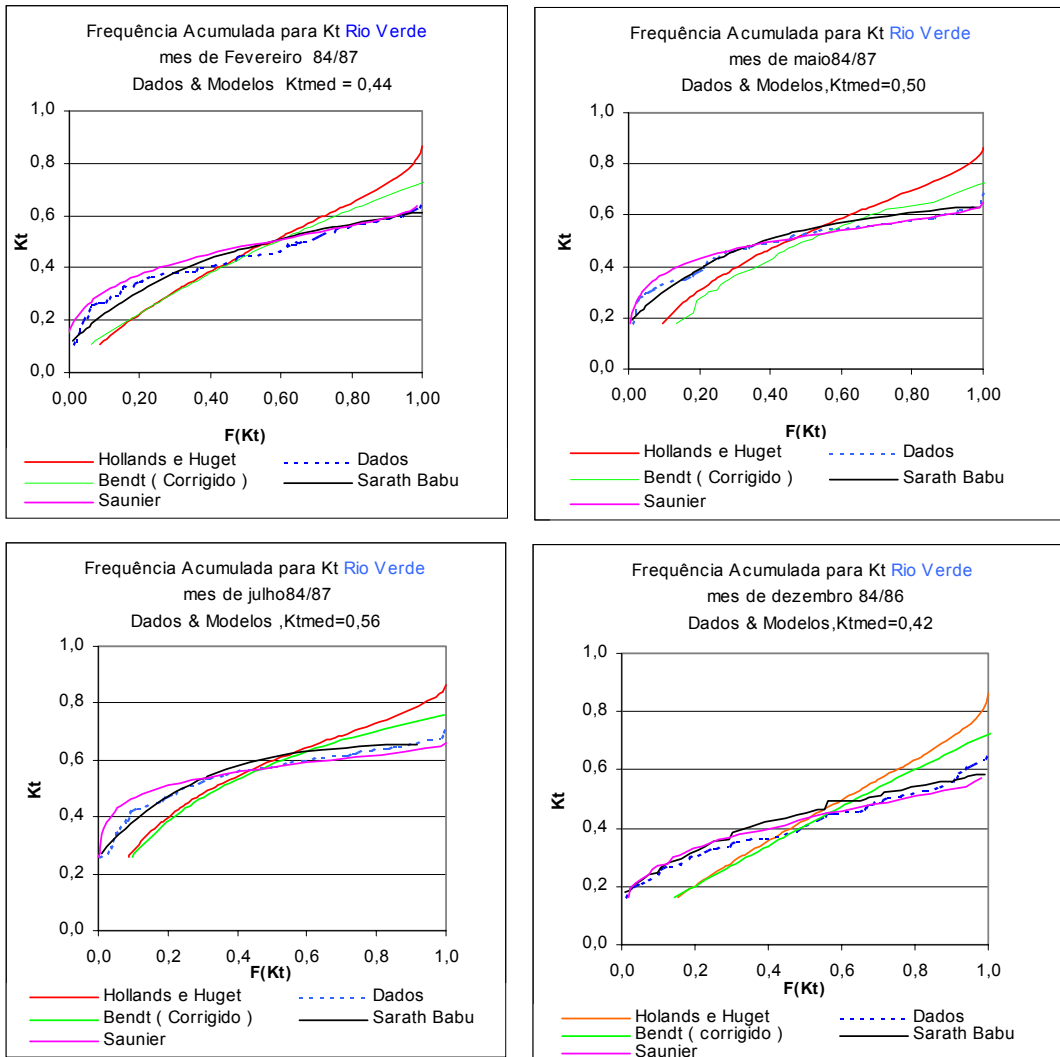 Frequência Acumulada para Kt Rio Verde
mes de Fevereiro 84/87
Dados & Modelos Ktmed = 0,44
1,0
0,8
0,6
0,4
0,2
0,0
Kt
0,00 0,20 0,40 0,60 0,80 1,00
F(Kt)
Hollands e Huget
Dados
Bendt ( Corrigido )
Sarath Babu
Saunier
Frequência Acumulada para Kt Rio Verde
mes de maio84/87
Dados & Modelos,Ktmed=0,50
1,0
0,8
0,6
0,4
0,2
0,0
Kt
0,00 0,20 0,40 0,60 0,80 1,00
F(Kt)
Hollands e Huget
Dados
Bendt ( Corrigido )
Sarath Babu
Saunier
Frequência Acumulada para Kt Rio Verde
mes de julho84/87
Dados & Modelos ,Ktmed=0,56
1,0
0,8
0,6
0,4
0,2
0,0
Kt
0,0 0,2 0,4 0,6 0,8 1,0
F(Kt)
Hollands e Huget
Dados
Bendt ( Corrigido )
Sarath Babu
Saunier
Frequência Acumulada para Kt Rio Verde
mes de dezembro 84/86
Dados & Modelos,Ktmed=0,42
1,0
0,8
0,6
0,4
0,2
0,0
Kt
0,0 0,2 0,4 0,6 0,8 1,0
F(Kt)
Holands e Huget
Dados
Bendt ( corrigido )
Sarath Babu
Saunier